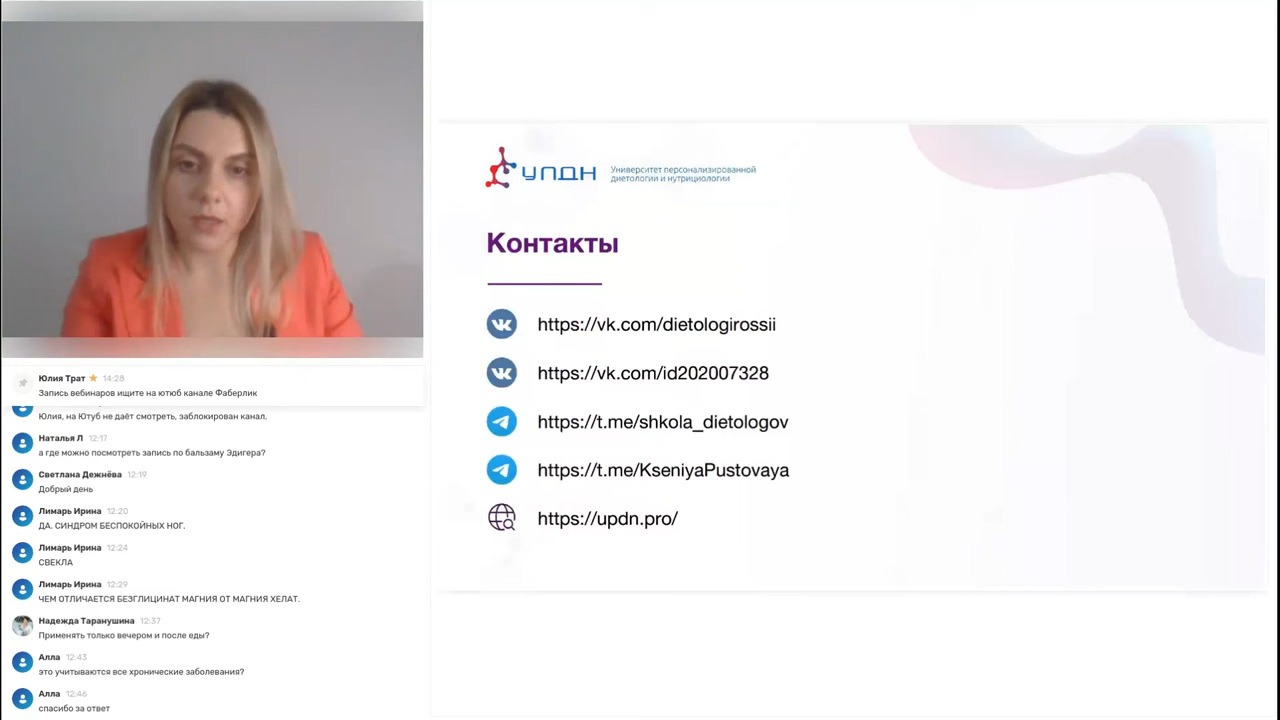 Юлия Трат 14:28
Запись вебинаров ищите на ютюб канале Фаберлик
Юлия, на Ютуб не даёт смотреть, заблокирован канал.
Наталья Л 12:17
а где можно посмотреть запись по бальзаму Эдигера?
Светлана Дежнёва 12:19
Добрый день
Лимарь Ирина 12:20
ДА. СИНДРОМ БЕСПОКОЙНЫХ НОГ.
Лимарь Ирина 12:24
СВЕКЛА
Лимарь Ирина 12:29
ЧЕМ ОТЛИЧАЕТСЯ БЕЗГЛИЦИНАТ МАГНИЯ ОТ МАГНИЯ ХЕЛАТ.
Надежда Таранушина 12:37
Применять только вечером и после еды?
Алла 12:43
это учитываются все хронические заболевания?
Алла 12:46
спасибо за ответ
УПДН
Университет персонализированной
диетологии и нутрициологии
Контакты
https://vk.com/dietologirossii
https://vk.com/id202007328
https://t.me/shkola_dietologov
https://t.me/KseniyaPustovaya
https://updn.pro/